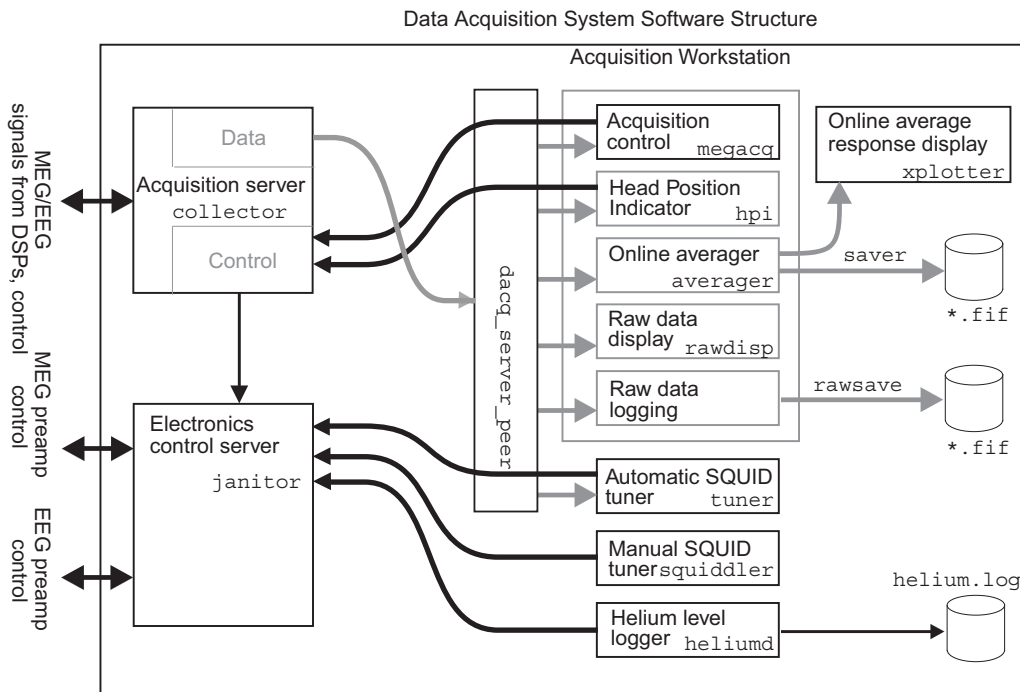 Data Acquisition System Software Structure
Acquisition Workstation
MEG/EEG
signals from DSPs, control
MEG preamp
control
EEG preamp
control
Data
Acquisition server
collector
Control
Electronics
control server
janitor
dacq_server_peer
Acquisition
control
megacq
Head Position
Indicator
hpi
Online averager
averager
Raw data
display
rawdisp
Raw data
logging
Automatic SQUID
tuner
tuner
Manual SQUID
tuner squiddler
Helium level
logger
heliumd
Online average
response display
xplotter
saver
*.fif
rawsave
*.fif
helium.log